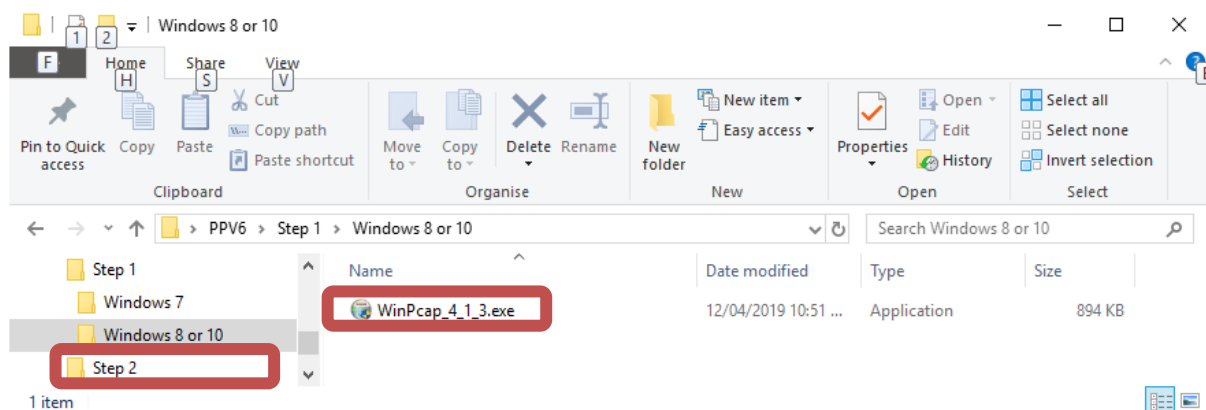 Windows 8 or 10
1 2
F Home Share View
H S V
Pin to Quick access
Copy
Paste
Cut
Copy path
Paste shortcut
Clipboard
Move to
Copy to
Delete
Rename
Organise
New folder
New item
Easy access
New
Properties
Open
Edit
History
Open
Select all
Select none
Invert selection
Select
PPV6 > Step 1 > Windows 8 or 10
Search Windows 8 or 10
Step 1
Windows 7
Windows 8 or 10
Step 2
Name Date modified Type Size
WinPcap_4_1_3.exe 12/04/2019 10:51 ... Application 894 KB
1 item